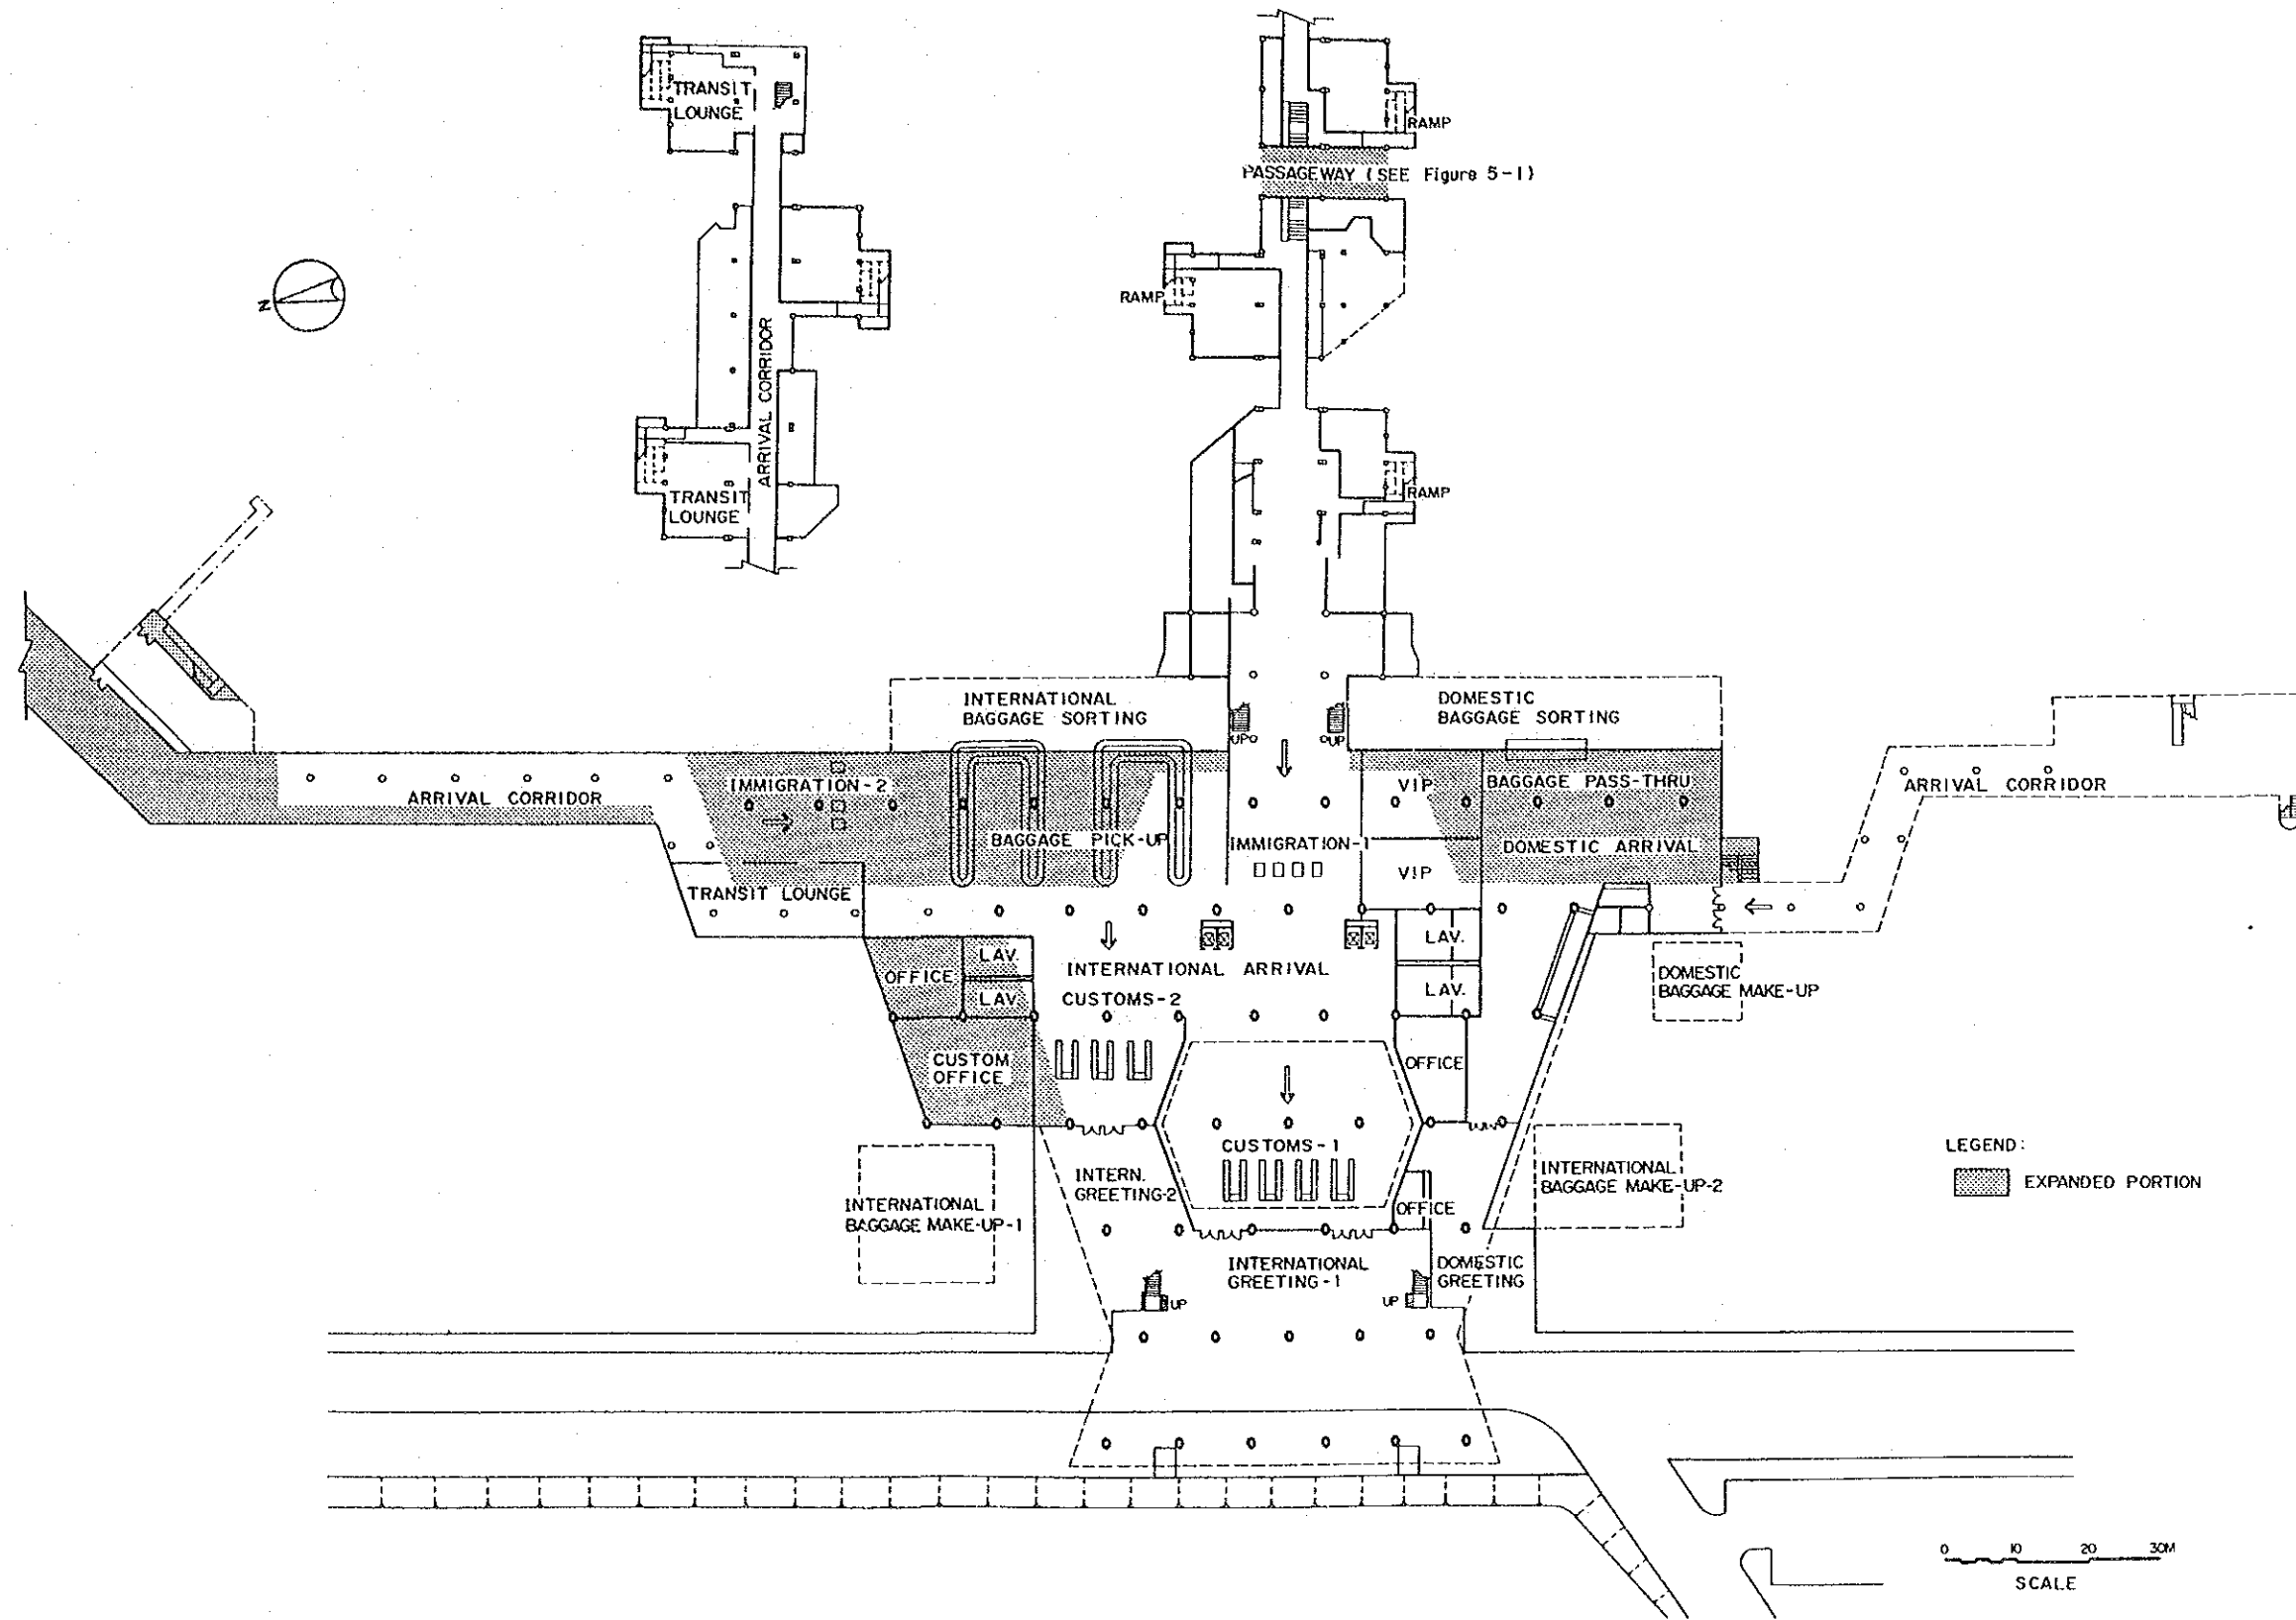 TRANSIT
LOUNGE
RAMP
PASSAGEWAY (SEE Figure 5-1)
N
RAMP
ARRIVAL CORRIDOR
TRANSIT
LOUNGE
RAMP
INTERNATIONAL
BAGGAGE SORTING
DOMESTIC
BAGGAGE SORTING
UP
UP
IMMIGRATION-2
ARRIVAL CORRIDOR
VIP
BAGGAGE PASS-THRU
ARRIVAL CORRIDOR
BAGGAGE PICK-UP
IMMIGRATION-1
DOMESTIC ARRIVAL
TRANSIT LOUNGE
VIP
LAV.
LAV.
OFFICE
INTERNATIONAL ARRIVAL
DOMESTIC
BAGGAGE MAKE-UP
LAV.
CUSTOMS-2
LAV.
CUSTOM
OFFICE
OFFICE
CUSTOMS-1
LEGEND:
EXPANDED PORTION
INTERN.
GREETING-2
INTERNATIONAL
BAGGAGE MAKE-UP-2
INTERNATIONAL
BAGGAGE MAKE-UP-1
OFFICE
INTERNATIONAL
GREETING-1
DOMESTIC
GREETING
UP
UP
0 10 20 30M
SCALE